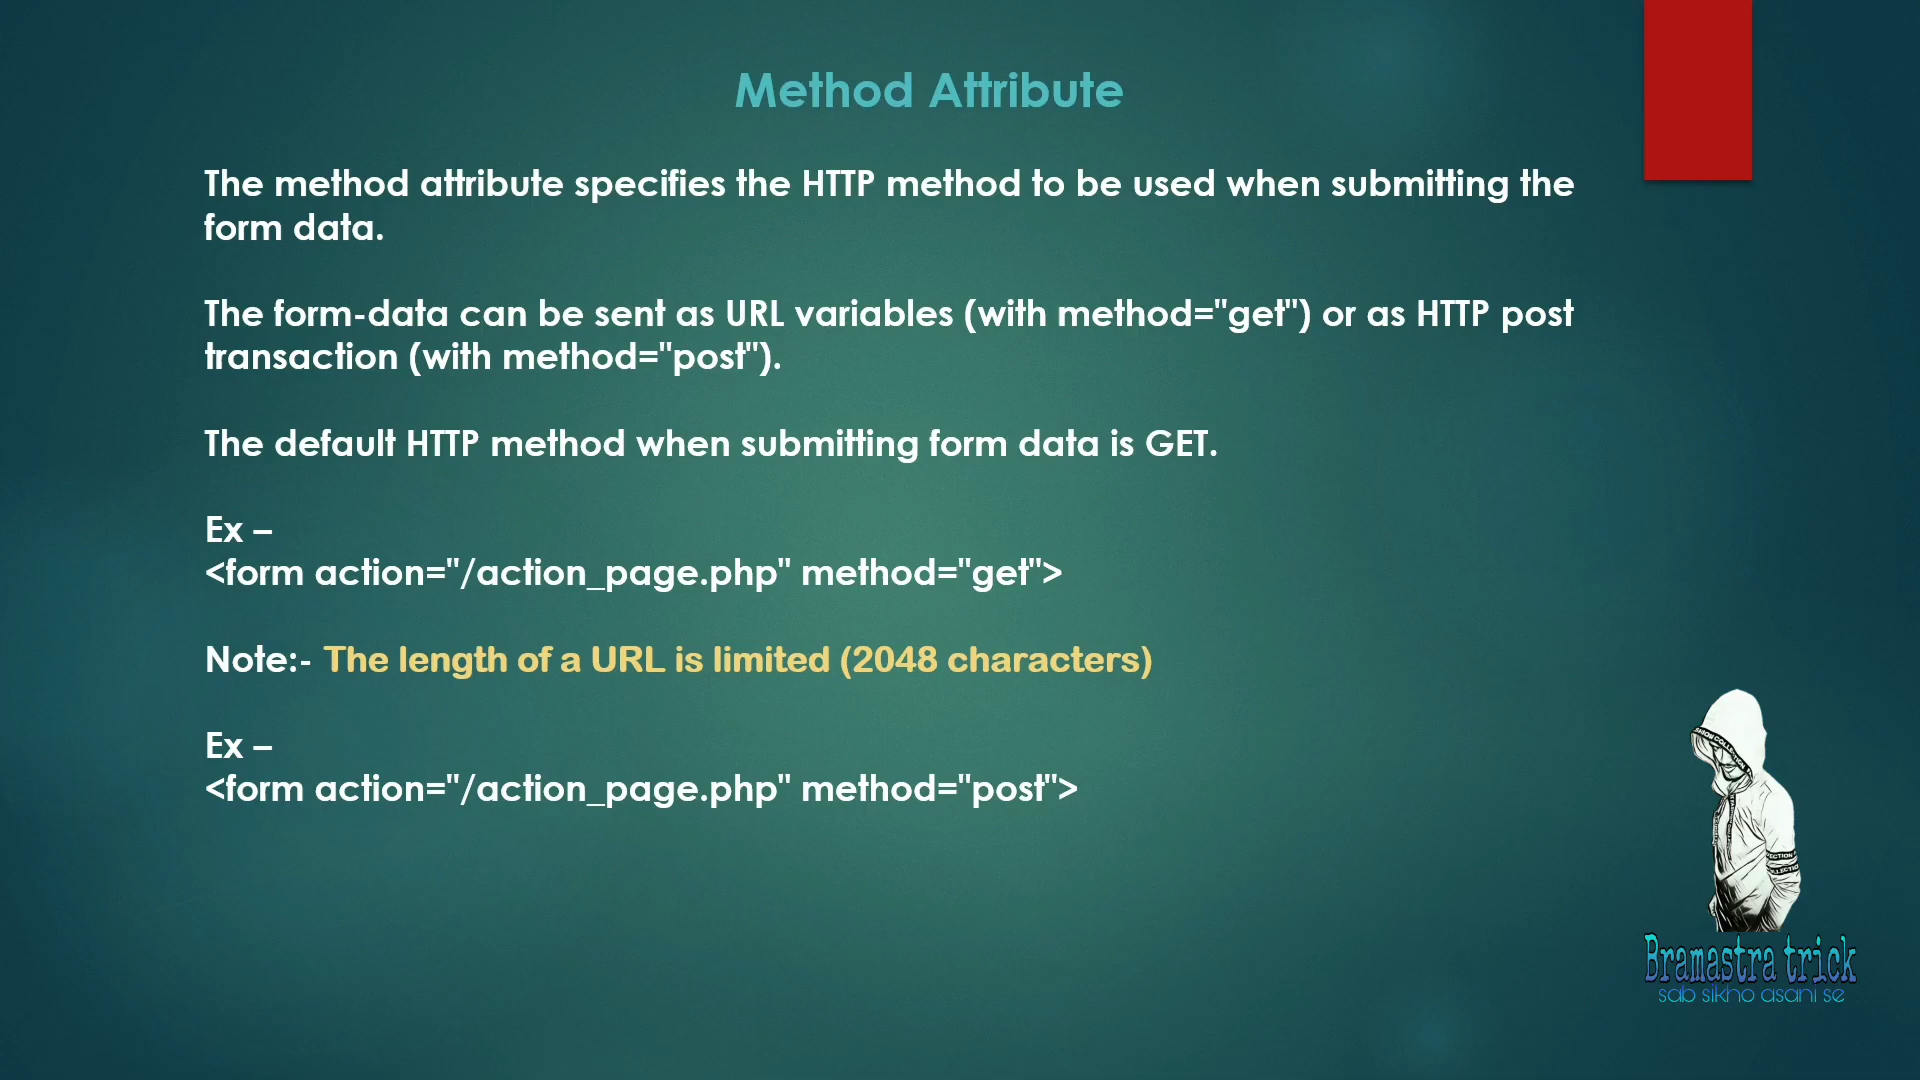 Method Attribute
The method attribute specifies the HTTP method to be used when submitting the
form data.
The form-data can be sent as URL variables (with method="get") or as HTTP post
transaction (with method="post").
The default HTTP method when submitting form data is GET.
Ex –
<form action="/action_page.php" method="get">
Note:- The length of a URL is limited (2048 characters)
Ex –
<form action="/action_page.php" method="post">
Bramastra trick
sab sikho asani se